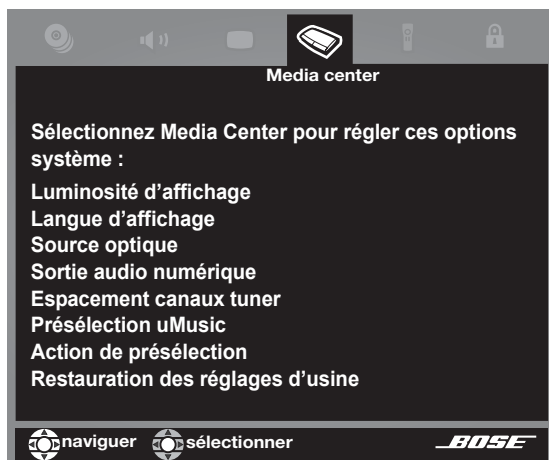 Media center
Sélectionnez Media Center pour régler ces options
système :
Luminosité d'affichage
Langue d'affichage
Source optique
Sortie audio numérique
Espacement canaux tuner
Présélection uMusic
Action de présélection
Restauration des réglages d'usine
naviguer sélectionner BOSE